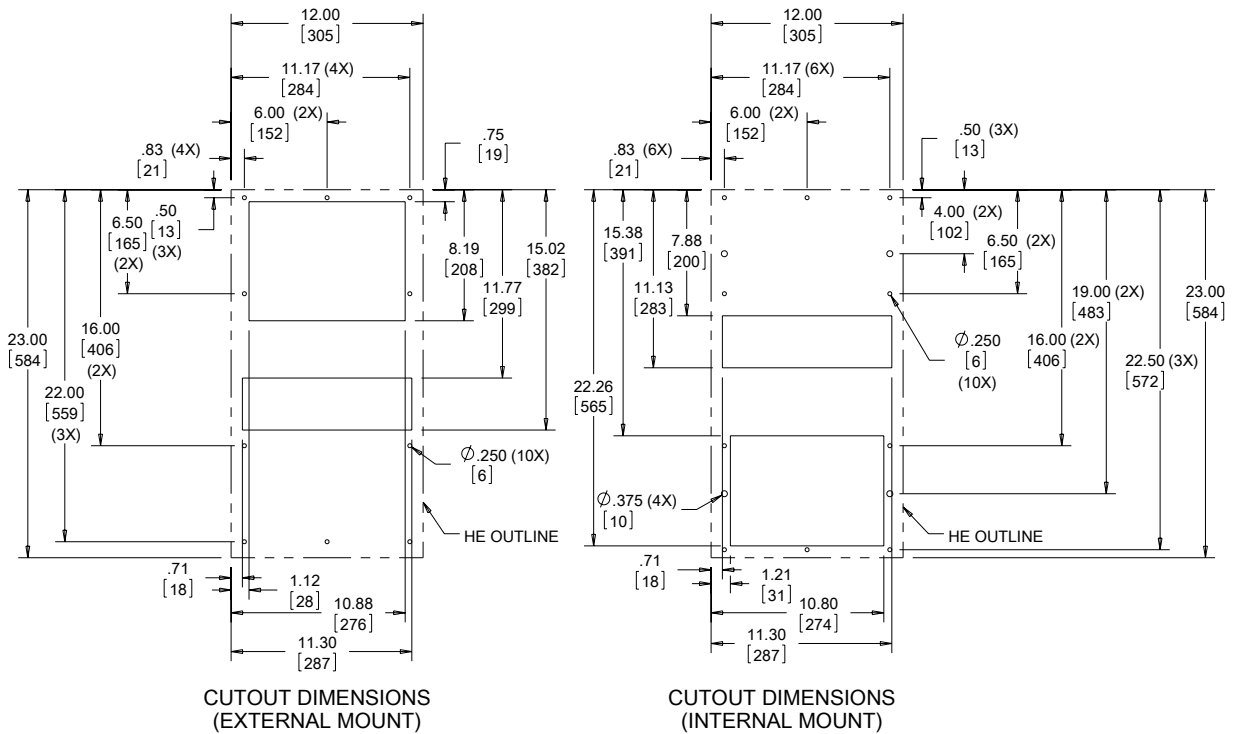 12.00
[305]
11.17 (4X)
[284]
6.00 (2X)
[152]
.83 (4X)
[21]
.75
[19]
6.50
[165]
(2X)
.50
[13]
(3X)
8.19
[208]
15.02
[382]
11.77
[299]
23.00
[584]
16.00
[406]
(2X)
22.00
[559]
(3X)
Ø.250 (10X)
[6]
HE OUTLINE
.71
[18]
1.12
[28]
10.88
[276]
11.30
[287]
CUTOUT DIMENSIONS
(EXTERNAL MOUNT)
12.00
[305]
11.17 (6X)
[284]
6.00 (2X)
[152]
.83 (6X)
[21]
.50 (3X)
[13]
15.38
[391]
7.88
[200]
11.13
[283]
4.00 (2X)
[102]
6.50 (2X)
[165]
19.00 (2X)
[483]
23.00
[584]
Ø.250
[6]
(10X)
16.00 (2X)
[406]
22.50 (3X)
[572]
22.26
[565]
Ø.375 (4X)
[10]
HE OUTLINE
.71
[18]
1.21
[31]
10.80
[274]
11.30
[287]
CUTOUT DIMENSIONS
(INTERNAL MOUNT)